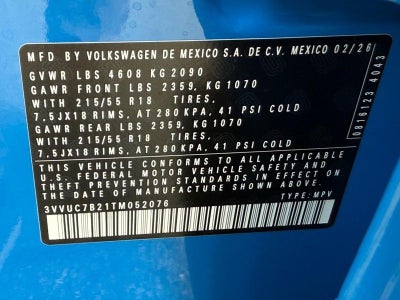 MFD BY VOLKSWAGEN DE MEXICO S.A. DE C.V. MEXICO 02/26
GVWR LBS 4608 KG 2090
GAWR FRONT LBS 2359, KG 1070
WITH 215/55 R18 TIRES,
7.5JX18 RIMS, AT 280 KPA, 41 PSI COLD
GAWR REAR LBS 2359, KG 1070
WITH 215/55 R18 TIRES,
7.5JX18 RIMS, AT 280 KPA, 41 PSI COLD
THIS VEHICLE CONFORMS TO ALL APPLICABLE
U.S. FEDERAL MOTOR VEHICLE SAFETY AND
THEFT PREVENTION STANDARDS IN EFFECT ON
THE DATE OF MANUFACTURE SHOWN ABOVE.
3VVUC7B21TM052076 TYPE: MPV
0816123 4043